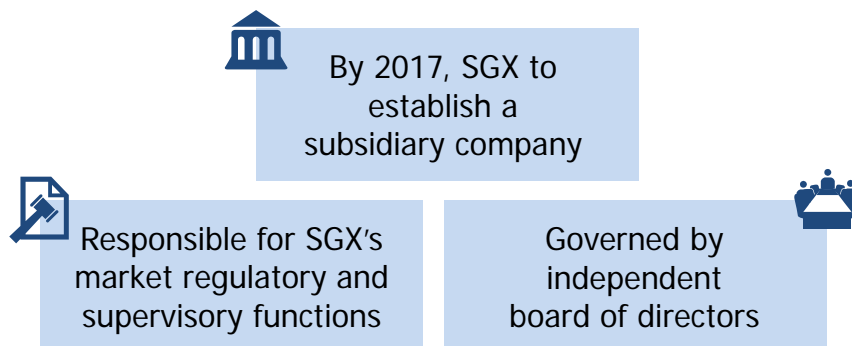 By 2017, SGX to
establish a
subsidiary company
Responsible for SGX's
market regulatory and
supervisory functions
Governed by
independent
board of directors